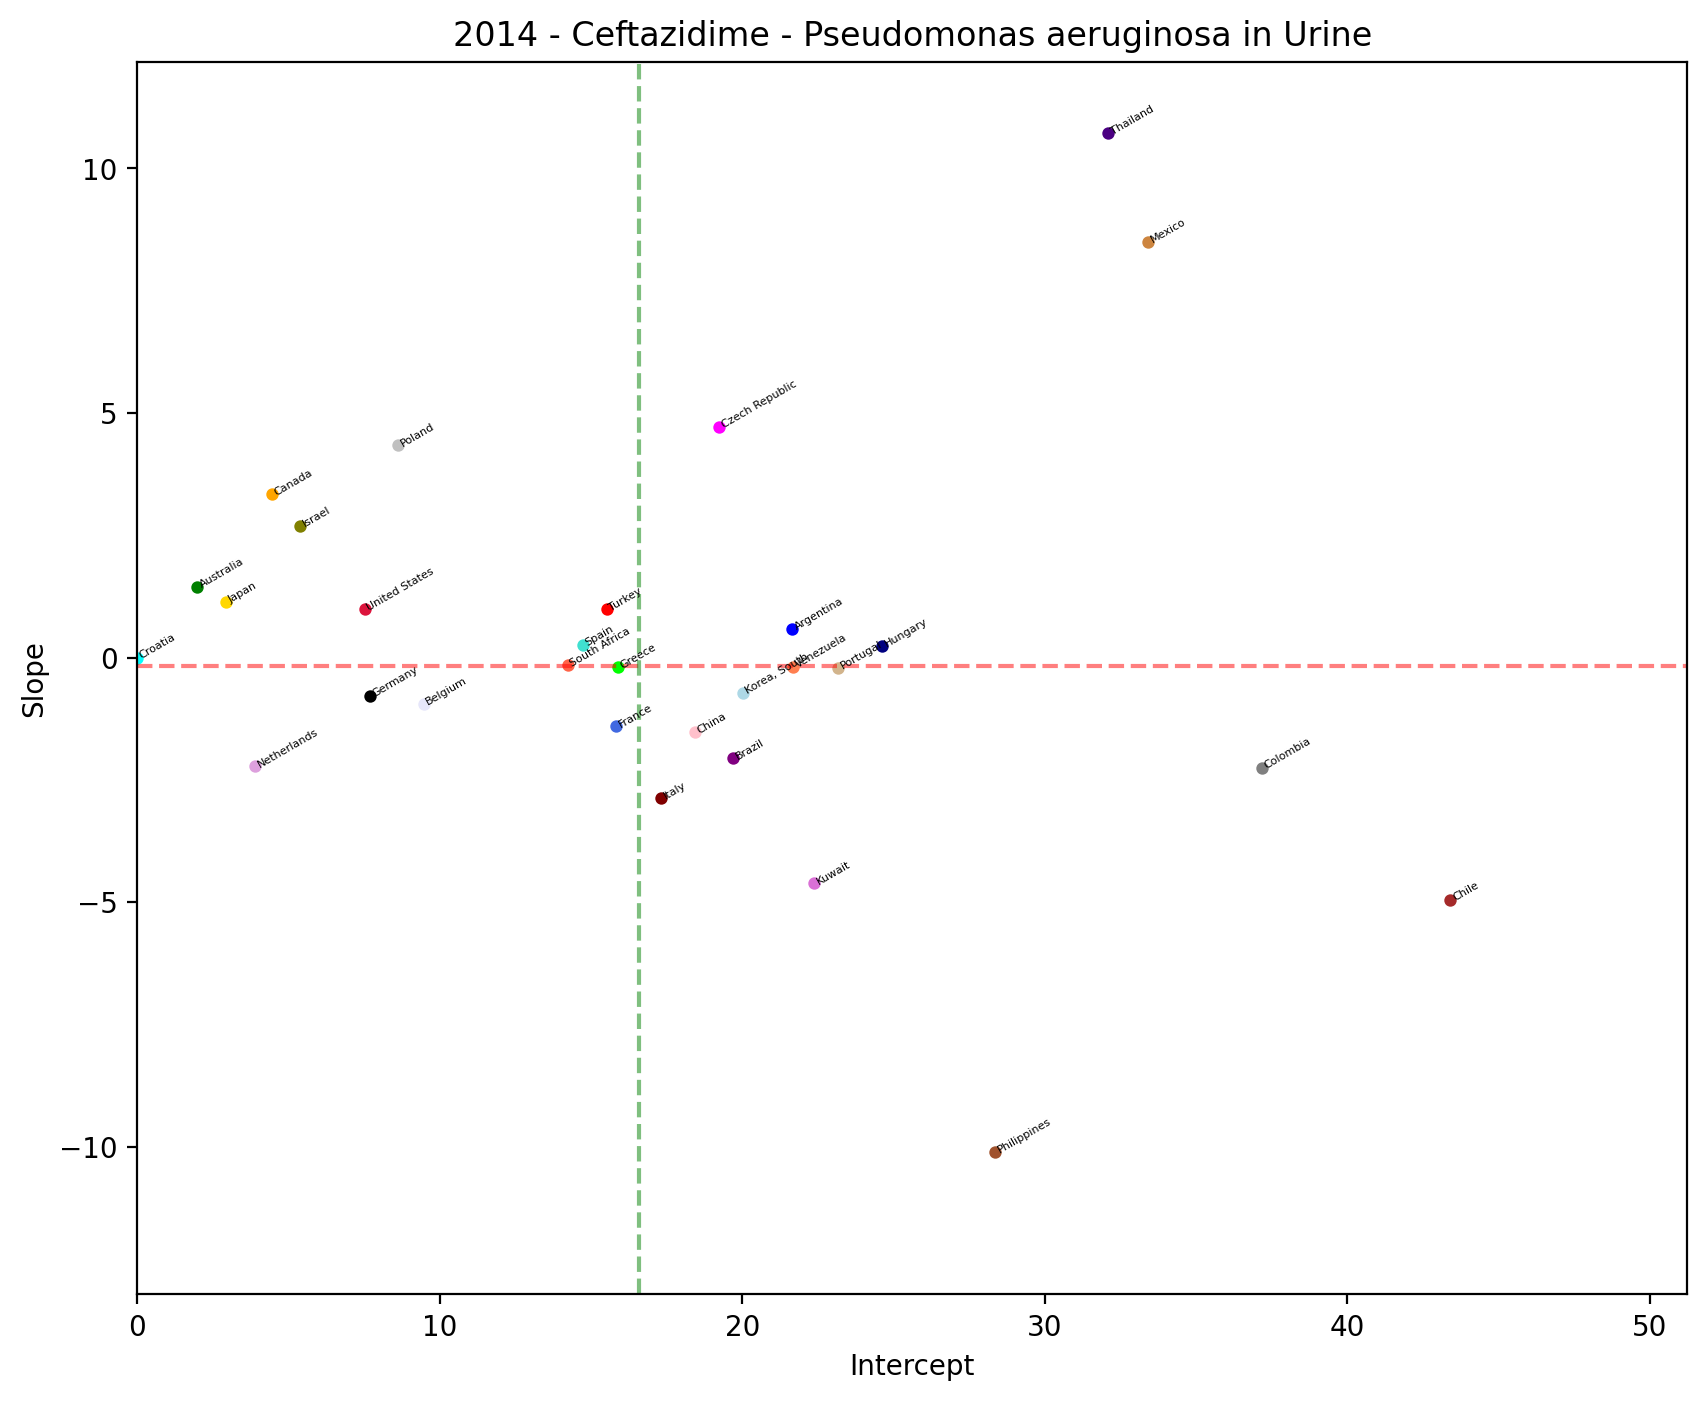 2014 - Ceftazidime - Pseudomonas aeruginosa in Urine
Thailand
10
Mexico
Czech Republic
5
Poland
Canada
Israel
Australia
Japan
United States
Turkey
Argentina
Spain
Hungary
South Africa
Croatia
0
Greece
Venezuela
Portugal
Korea, South
Germany
Belgium
France
China
Brazil
Netherlands
Colombia
Italy
Kuwait
Chile
−5
Philippines
−10
Slope
0 10 20 30 40 50
Intercept